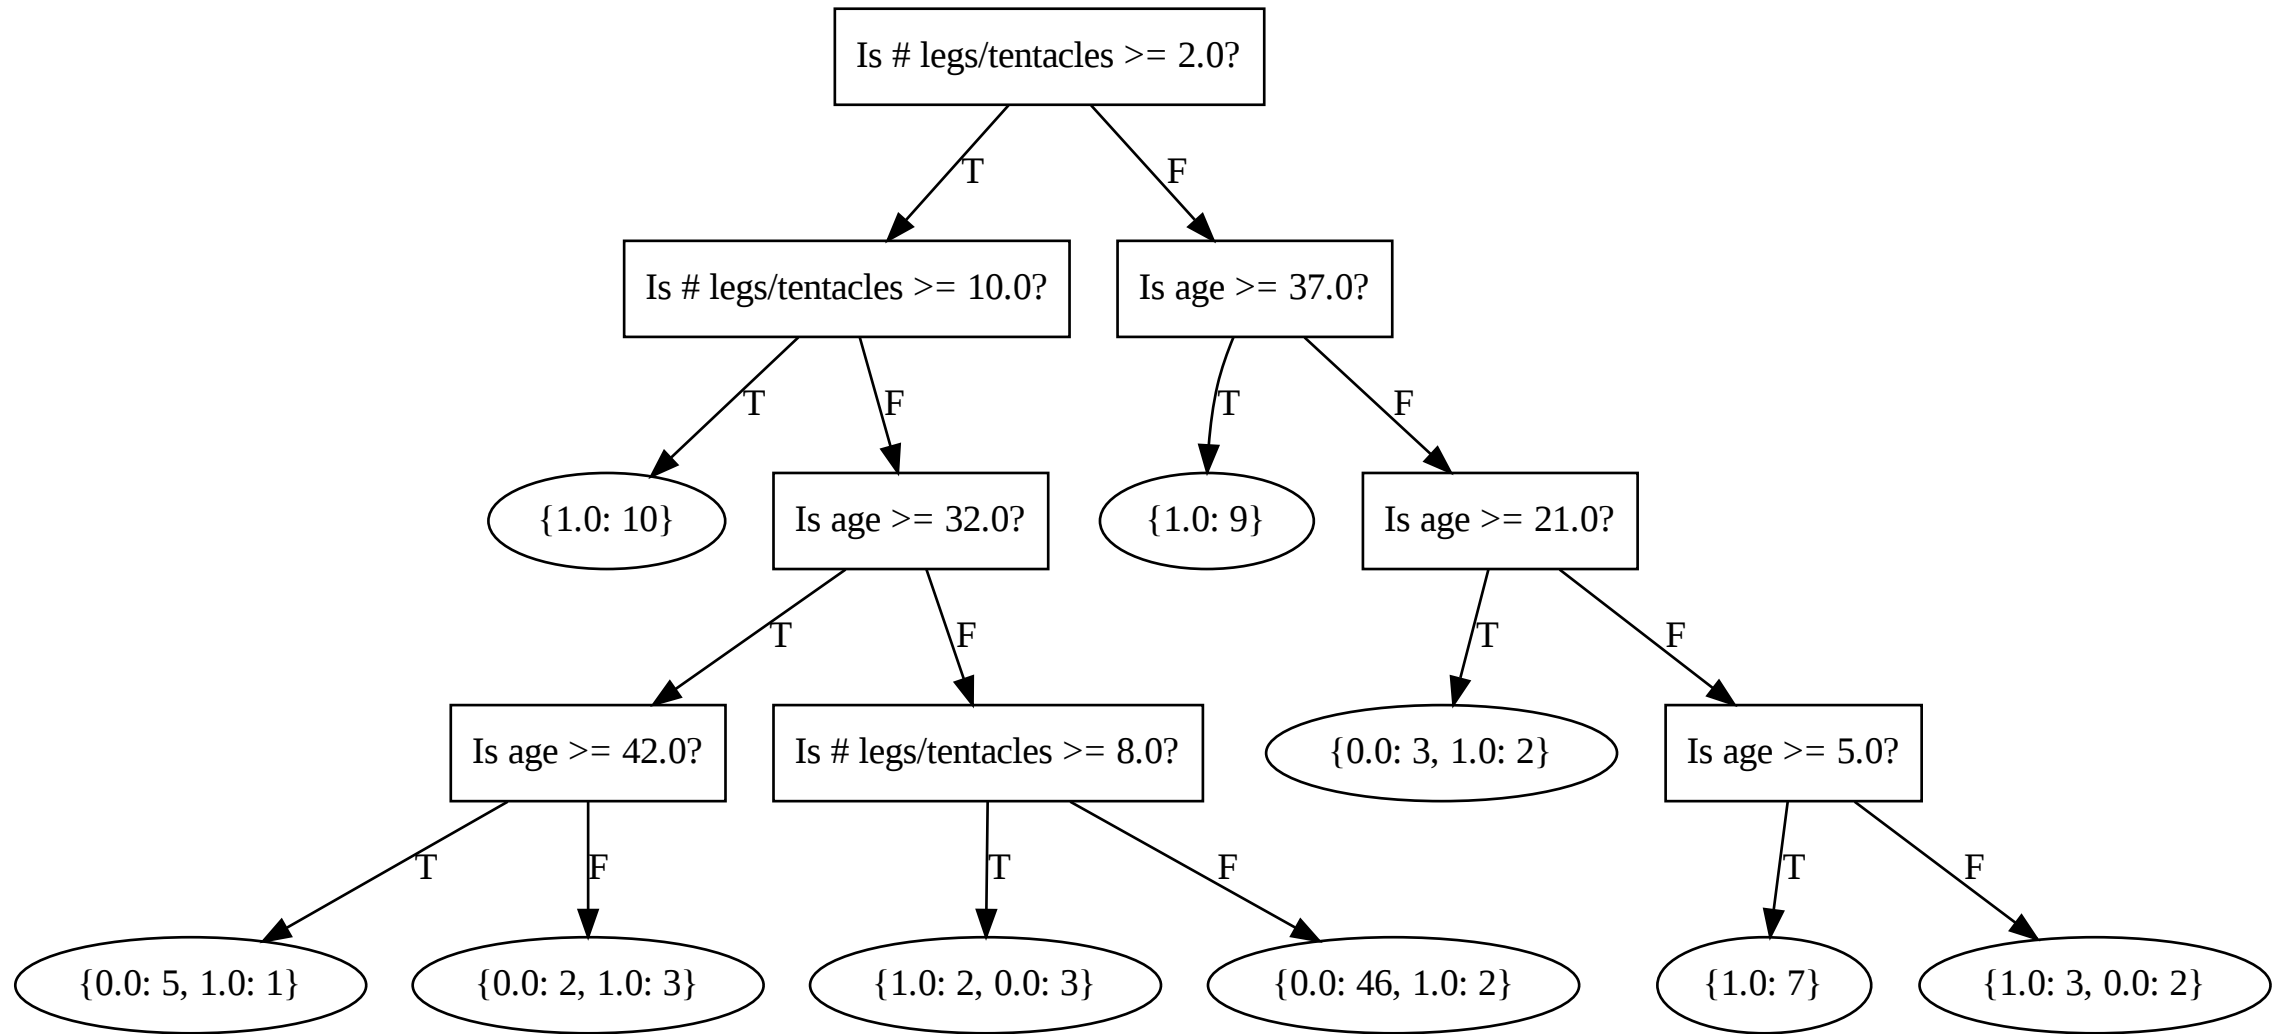 Is # legs/tentacles >= 2.0?
T
F
Is # legs/tentacles >= 10.0?
Is age >= 37.0?
T
F
T
F
{1.0: 10}
Is age >= 32.0?
{1.0: 9}
Is age >= 21.0?
T
F
T
F
Is age >= 42.0?
Is # legs/tentacles >= 8.0?
{0.0: 3, 1.0: 2}
Is age >= 5.0?
T
F
T
F
T
F
{0.0: 5, 1.0: 1}
{0.0: 2, 1.0: 3}
{1.0: 2, 0.0: 3}
{0.0: 46, 1.0: 2}
{1.0: 7}
{1.0: 3, 0.0: 2}